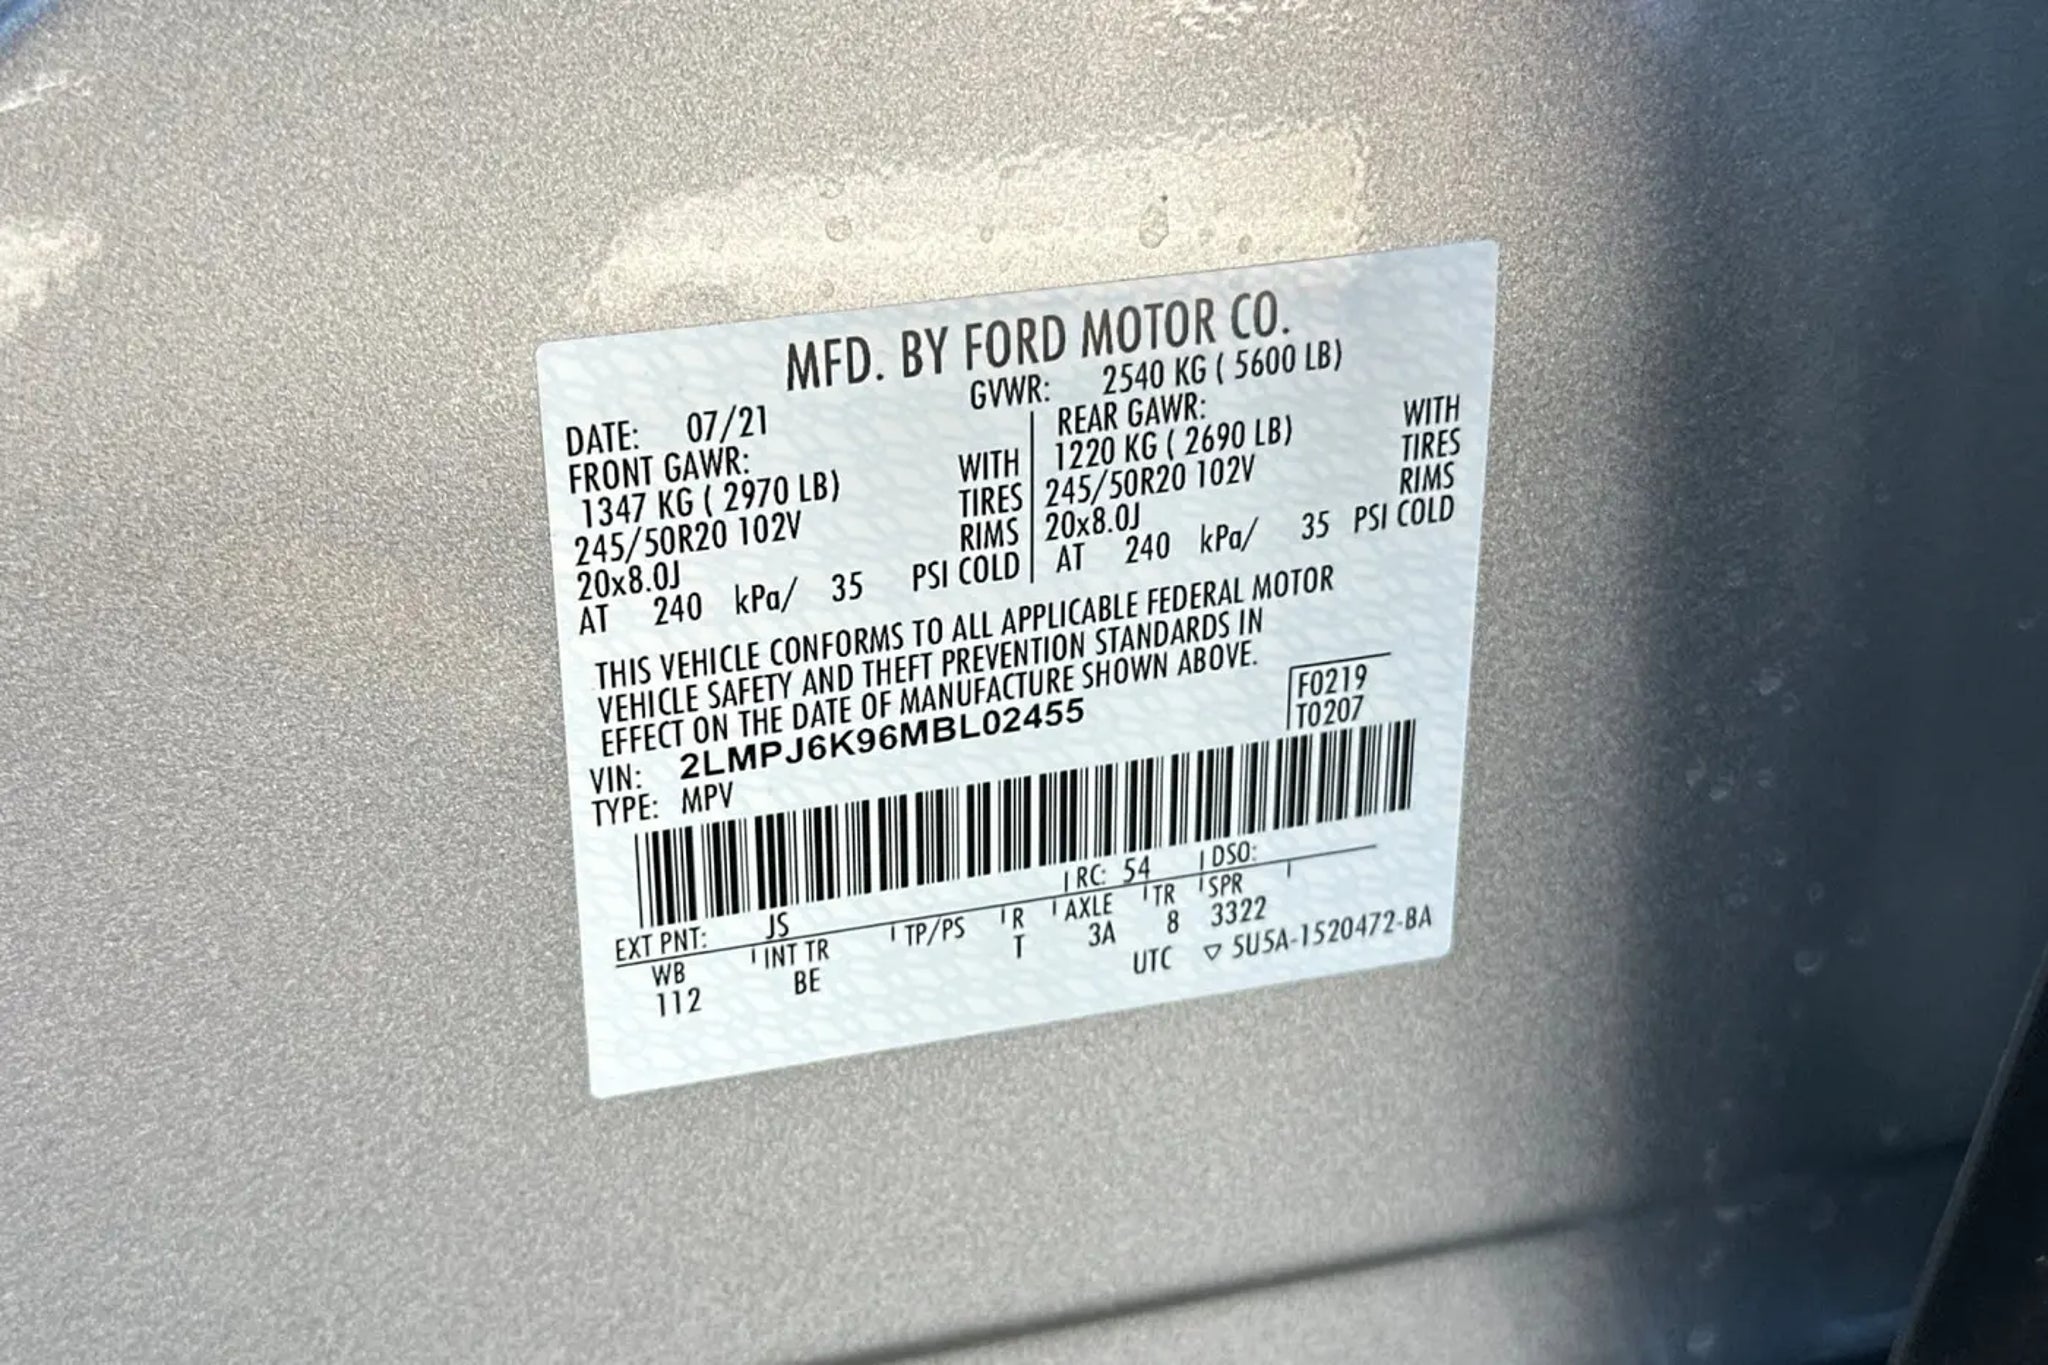 MFD. BY FORD MOTOR CO.
DATE: 07/21 GVWR: 2540 KG ( 5600 LB)
FRONT GAWR: REAR GAWR:
1347 KG ( 2970 LB) WITH 1220 KG ( 2690 LB) WITH
245/50R20 102V TIRES 245/50R20 102V TIRES
20x8.0J RIMS 20x8.0J RIMS
AT 240 kPa/ 35 PSI COLD AT 240 kPa/ 35 PSI COLD
THIS VEHICLE CONFORMS TO ALL APPLICABLE FEDERAL MOTOR
VEHICLE SAFETY AND THEFT PREVENTION STANDARDS IN
EFFECT ON THE DATE OF MANUFACTURE SHOWN ABOVE.
VIN: 2LMPJ6K96MBL02455 F0219
TYPE: MPV T0207
EXT PNT: JS RC: 54 DSO:
WB INT TR TP/PS R AXLE TR SPR
112 BE T 3A 8 3322
UTC ▽ 5U5A-1520472-BA